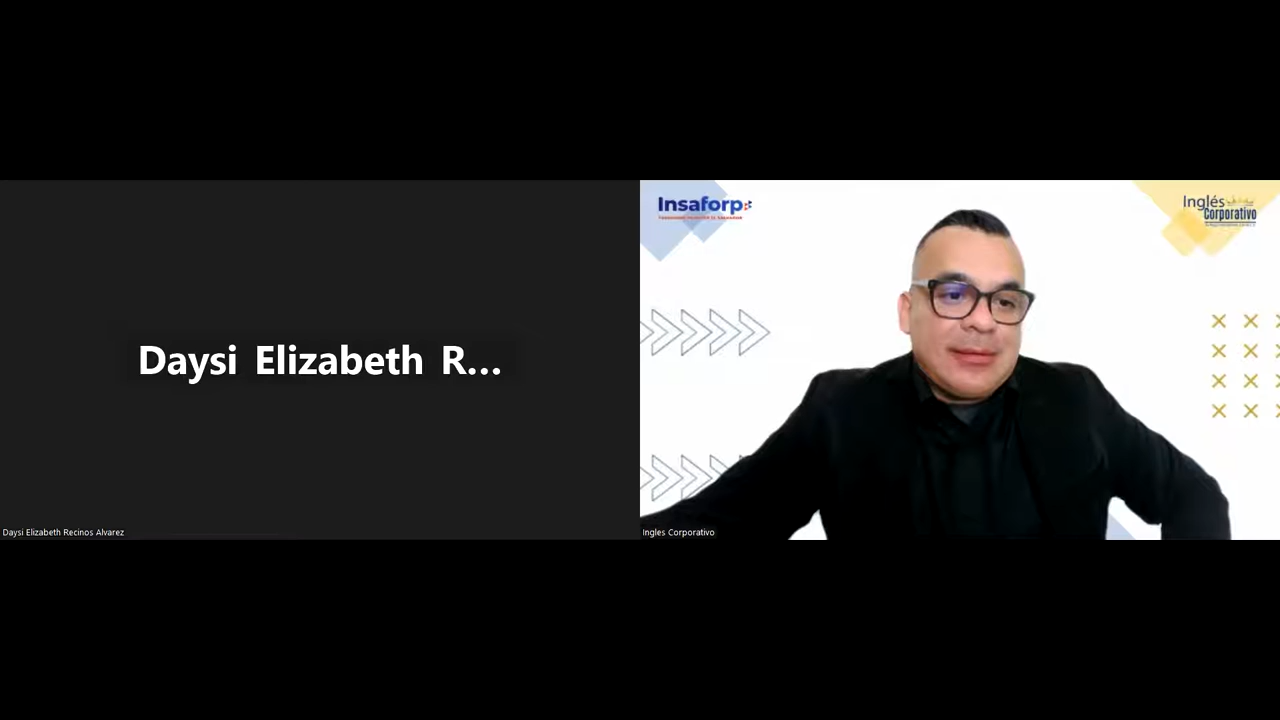 Daysi Elizabeth R...
Daysi Elizabeth Recinos Alvarez
Insaforp
Inglés
Corporativo
Ingles Corporativo